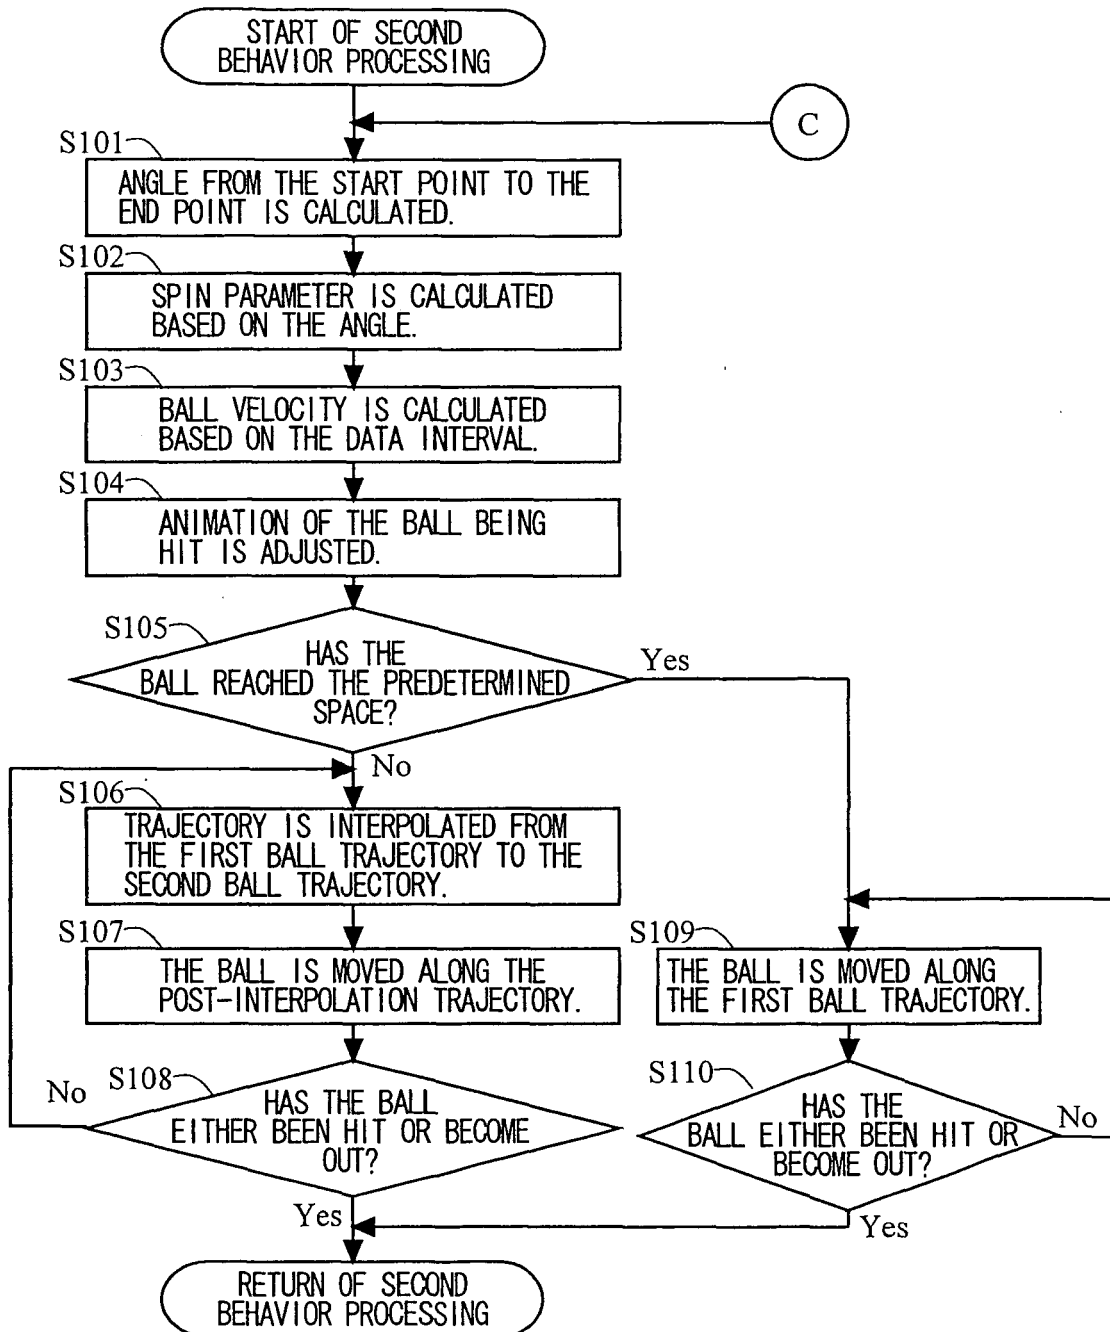 START OF SECOND
BEHAVIOR PROCESSING
C
S101
ANGLE FROM THE START POINT TO THE
END POINT IS CALCULATED.
S102
SPIN PARAMETER IS CALCULATED
BASED ON THE ANGLE.
S103
BALL VELOCITY IS CALCULATED
BASED ON THE DATA INTERVAL.
S104
ANIMATION OF THE BALL BEING
HIT IS ADJUSTED.
S105
HAS THE
BALL REACHED THE PREDETERMINED
SPACE?
Yes
No
S106
TRAJECTORY IS INTERPOLATED FROM
THE FIRST BALL TRAJECTORY TO THE
SECOND BALL TRAJECTORY.
S107
THE BALL IS MOVED ALONG THE
POST-INTERPOLATION TRAJECTORY.
S109
THE BALL IS MOVED ALONG
THE FIRST BALL TRAJECTORY.
S108
HAS THE BALL
EITHER BEEN HIT OR BECOME
OUT?
No
Yes
S110
HAS THE
BALL EITHER BEEN HIT OR
BECOME OUT?
No
Yes
RETURN OF SECOND
BEHAVIOR PROCESSING